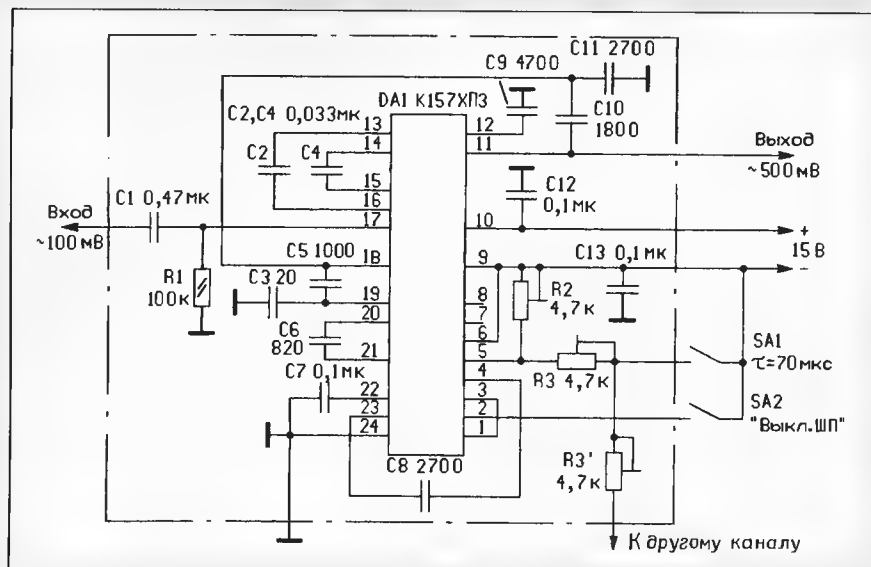 C11 2700
C9 4700
DA1 К157ХП3
C10
1800
C2,C4 0,033мк
13
14
15
16
17
18
19
20
21
22
23
24
12
11
10
9
8
7
6
5
4
3
2
1
C2
C4
Выход
~500 мВ
C1 0,47мк
Вход
~100 мВ
C12
0,1мк
+
15 В
–
C13 0,1мк
R1
100к
C5 1000
C3 20
C6
820
C7 0,1мк
R2
4,7к
R3 4,7к
SA1
τ=70мкс
SA2
"Выкл.ШП"
C8 2700
R3'
4,7к
К другому каналу